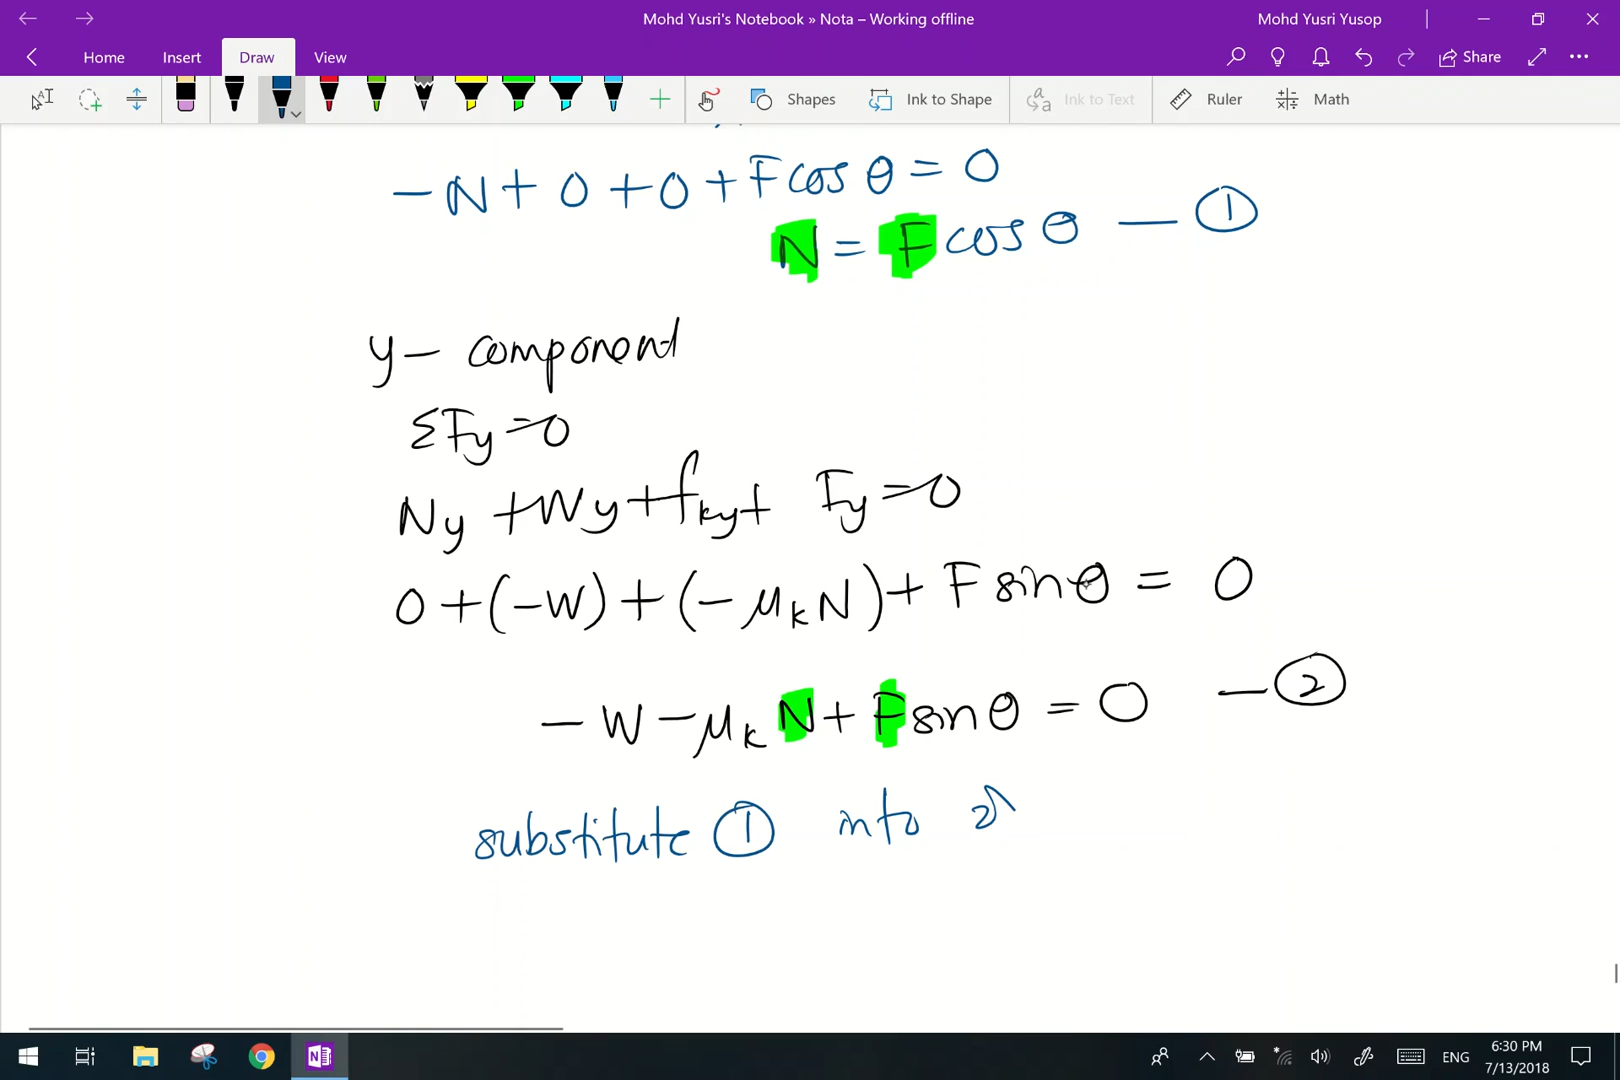 Mohd Yusri's Notebook » Nota – Working offline
Mohd Yusri Yusop
Home Insert Draw View
Share
Shapes Ink to Shape Ink to Text Ruler Math
-N + 0 + 0 + F cos θ = 0
N = F cos θ — ①
y- component
ΣFy = 0
Ny + Wy + fky + Fy = 0
0 + (-W) + (-μkN) + F sin θ = 0
-W - μk N + F sin θ = 0 — ②
substitute ① into
ENG
6:30 PM
7/13/2018